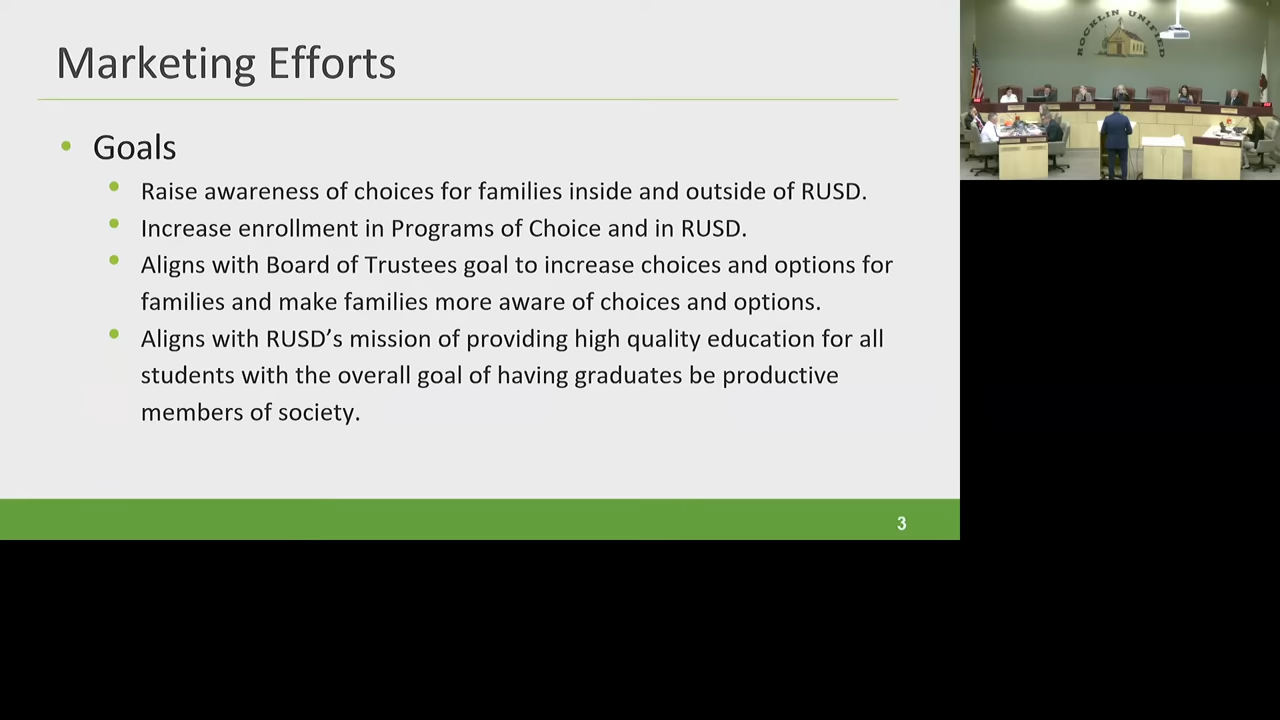 Marketing Efforts
• Goals
• Raise awareness of choices for families inside and outside of RUSD.
• Increase enrollment in Programs of Choice and in RUSD.
• Aligns with Board of Trustees goal to increase choices and options for
families and make families more aware of choices and options.
• Aligns with RUSD’s mission of providing high quality education for all
students with the overall goal of having graduates be productive
members of society.
3
ROCKLIN UNIFIED